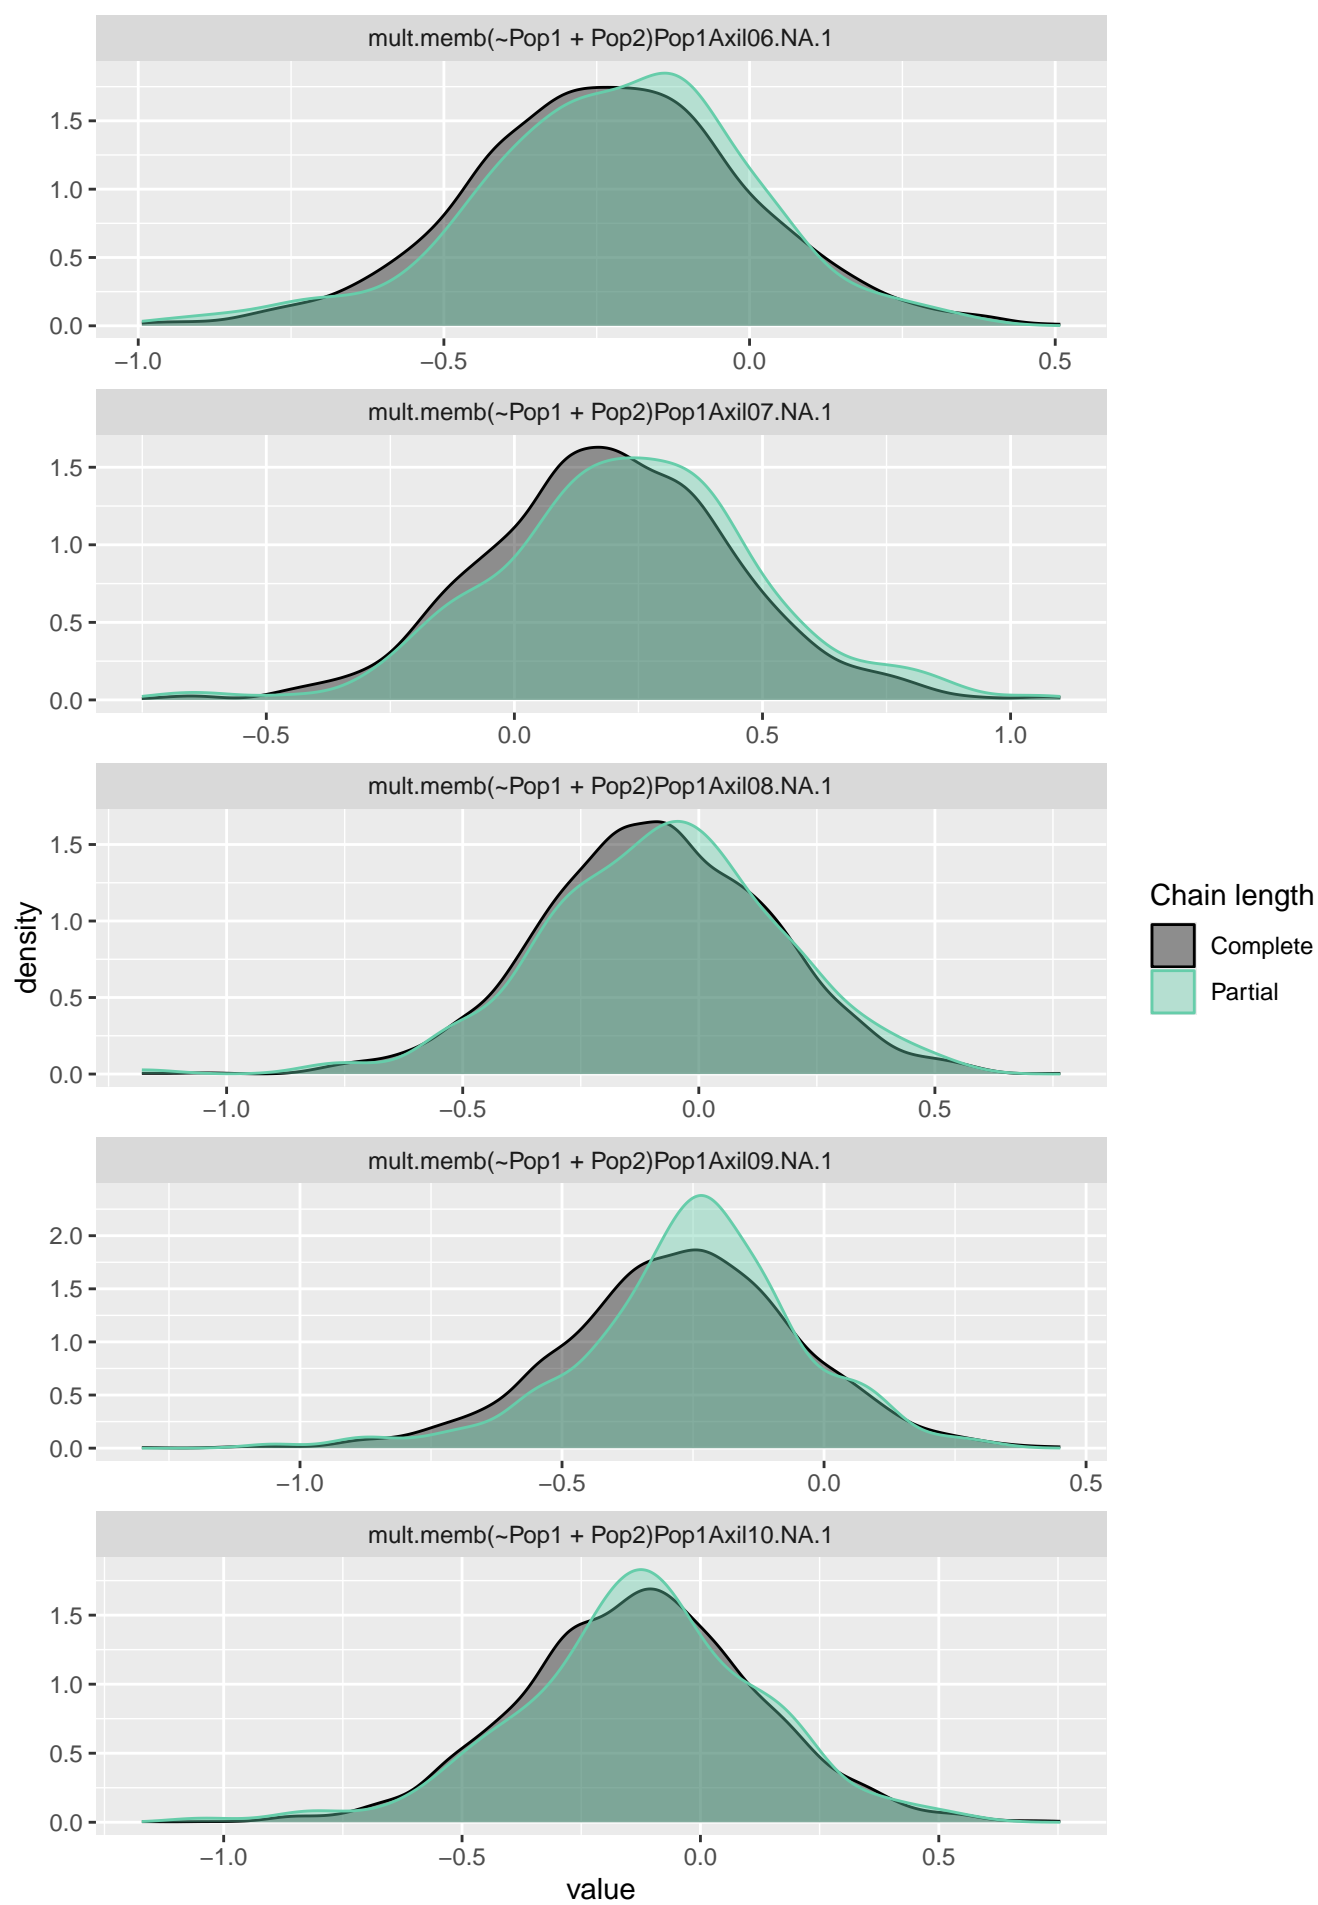 mult.memb(~Pop1 + Pop2)Pop1Axil06.NA.1
1.5
1.0
0.5
0.0
−1.0 −0.5 0.0 0.5
mult.memb(~Pop1 + Pop2)Pop1Axil07.NA.1
1.5
1.0
0.5
0.0
−0.5 0.0 0.5 1.0
mult.memb(~Pop1 + Pop2)Pop1Axil08.NA.1
1.5
1.0
0.5
0.0
−1.0 −0.5 0.0 0.5
mult.memb(~Pop1 + Pop2)Pop1Axil09.NA.1
2.0
1.5
1.0
0.5
0.0
−1.0 −0.5 0.0 0.5
mult.memb(~Pop1 + Pop2)Pop1Axil10.NA.1
1.5
1.0
0.5
0.0
−1.0 −0.5 0.0 0.5
value
density
Chain length
Complete
Partial